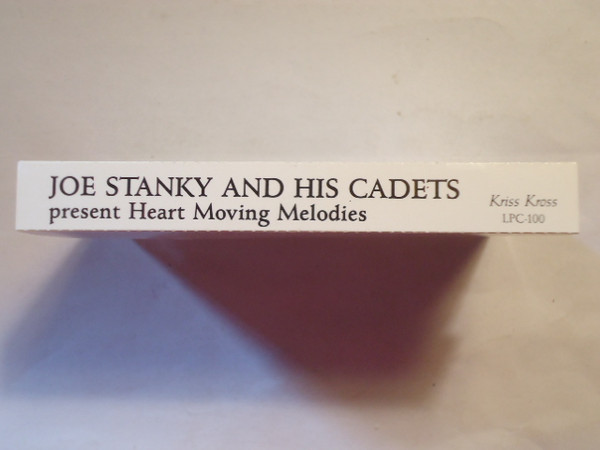 JOE STANKY AND HIS CADETS
present Heart Moving Melodies
Kriss Kross
LPC-100